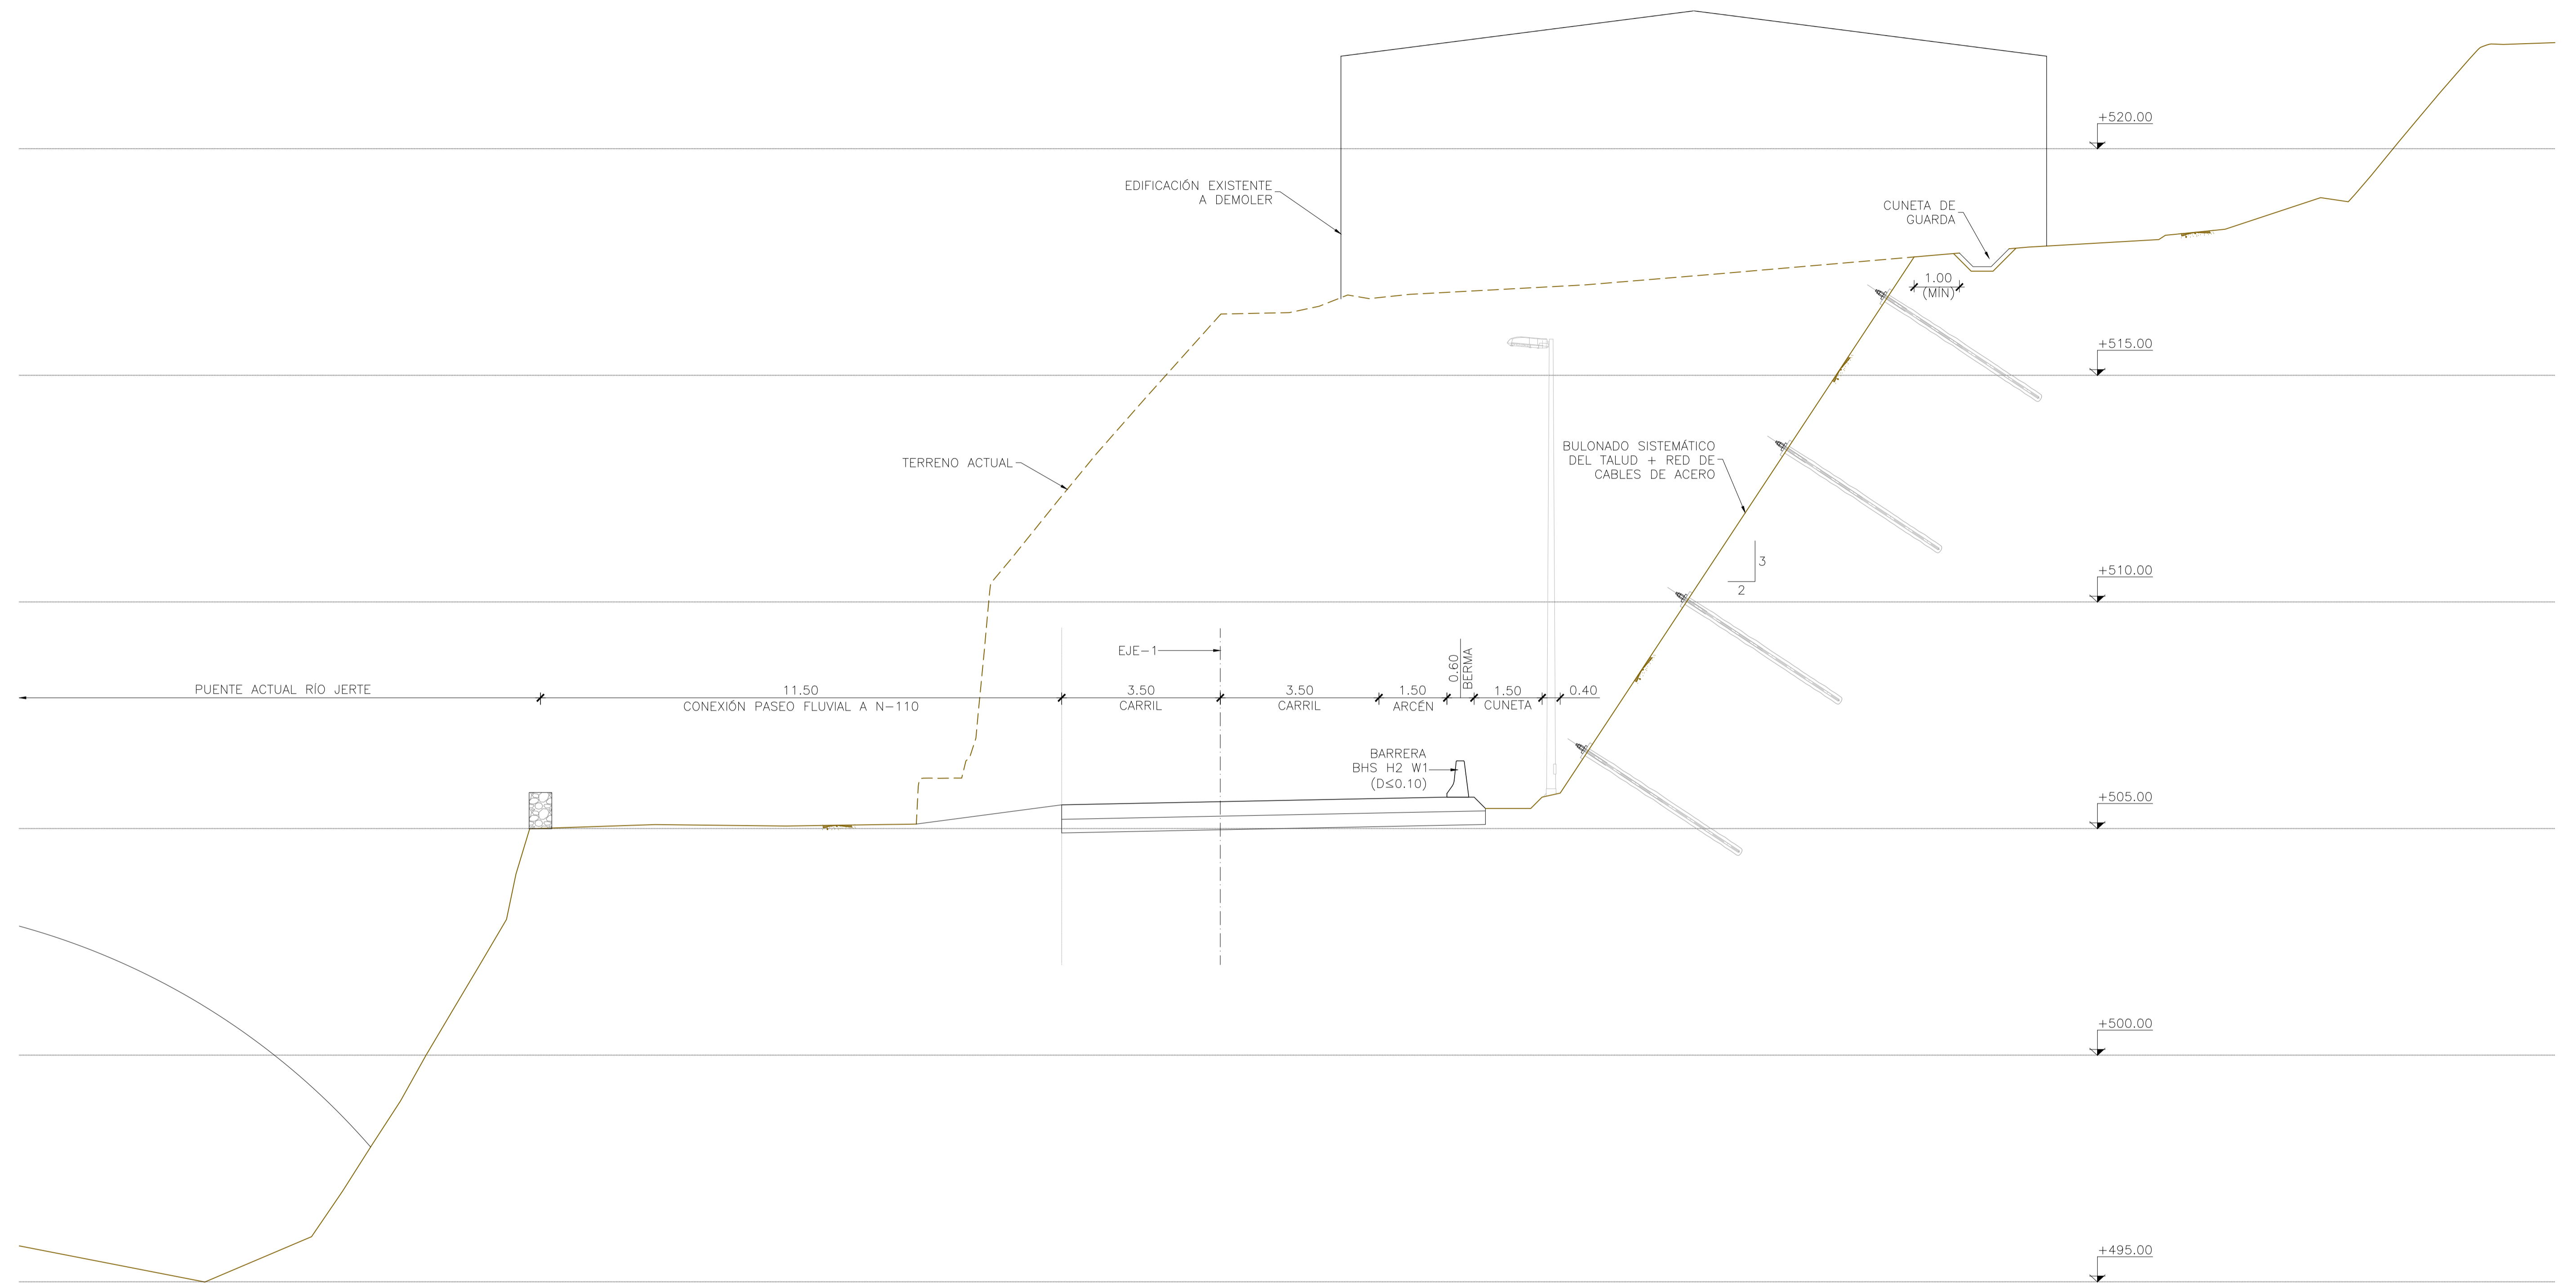 +520.00
EDIFICACIÓN EXISTENTE
A DEMOLER
CUNETA DE
GUARDA
1.00
(MÍN)
+515.00
TERRENO ACTUAL
BULONADO SISTEMÁTICO
DEL TALUD + RED DE
CABLES DE ACERO
3
2
+510.00
EJE-1
PUENTE ACTUAL RÍO JERTE
11.50
CONEXIÓN PASEO FLUVIAL A N-110
3.50
CARRIL
3.50
CARRIL
1.50
ARCÉN
0.60
BERMA
1.50
CUNETA
0.40
BARRERA
BHS H2 W1
(D≤0.10)
+505.00
+500.00
+495.00